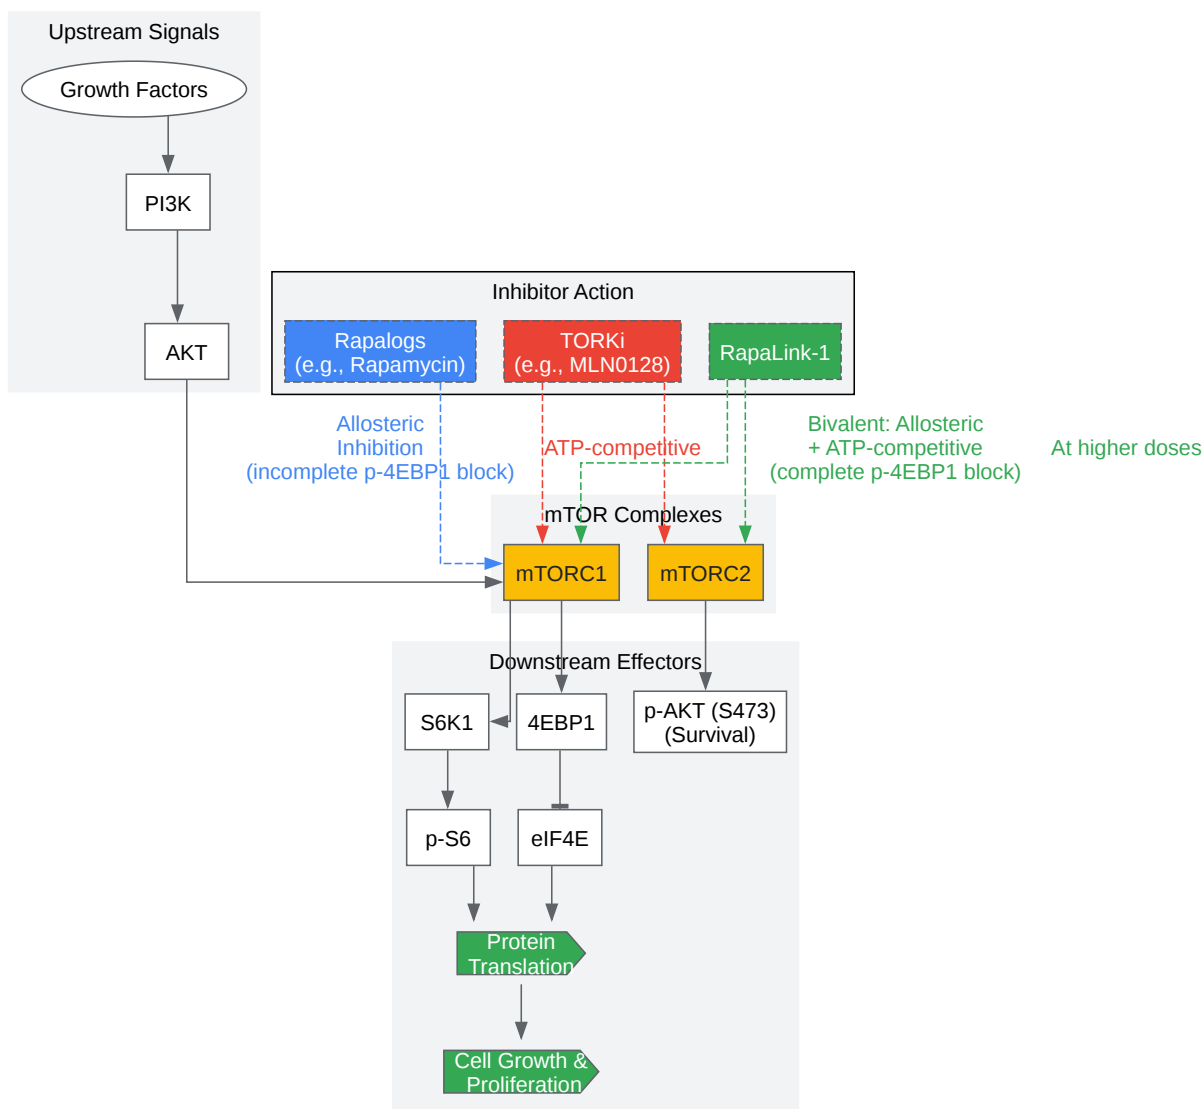 Upstream Signals
Growth Factors
PI3K
AKT
Inhibitor Action
Rapalogs
(e.g., Rapamycin)
TORKi
(e.g., MLN0128)
RapaLink-1
Allosteric
Inhibition
(incomplete p-4EBP1 block)
ATP-competitive
Bivalent: Allosteric
+ ATP-competitive
(complete p-4EBP1 block)
At higher doses
mTOR Complexes
mTORC1
mTORC2
Downstream Effectors
S6K1
4EBP1
p-AKT (S473)
(Survival)
p-S6
eIF4E
Protein
Translation
Cell Growth &
Proliferation